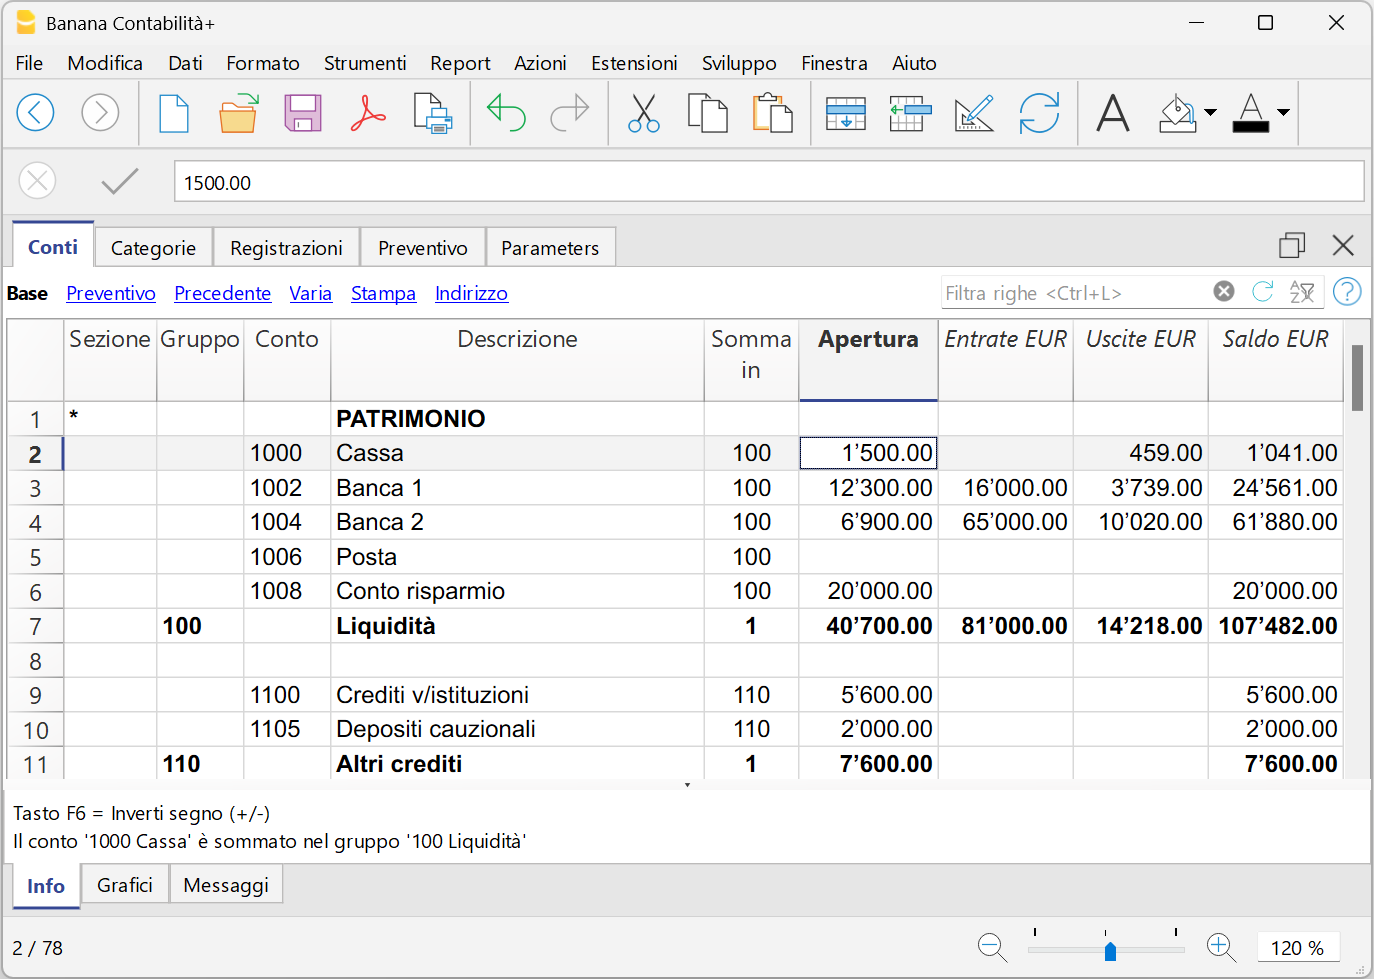 Banana Contabilità+
File Modifica Dati Formato Strumenti Report Azioni Estensioni Sviluppo Finestra Aiuto
1500.00
Conti Categorie Registrazioni Preventivo Parameters
Base Preventivo Precedente Varia Stampa Indirizzo Filtra righe <Ctrl+L>
Sezione Gruppo Conto Descrizione Somma in Apertura Entrate EUR Uscite EUR Saldo EUR
1 * PATRIMONIO
2 1000 Cassa 100 1’500.00 459.00 1’041.00
3 1002 Banca 1 100 12’300.00 16’000.00 3’739.00 24’561.00
4 1004 Banca 2 100 6’900.00 65’000.00 10’020.00 61’880.00
5 1006 Posta 100
6 1008 Conto risparmio 100 20’000.00 20’000.00
7 100 Liquidità 1 40’700.00 81’000.00 14’218.00 107’482.00
8
9 1100 Crediti v/istituzioni 110 5’600.00 5’600.00
10 1105 Depositi cauzionali 110 2’000.00 2’000.00
11 110 Altri crediti 1 7’600.00 7’600.00
Tasto F6 = Inverti segno (+/-)
Il conto '1000 Cassa' è sommato nel gruppo '100 Liquidità'
Info Grafici Messaggi
2 / 78 120 %